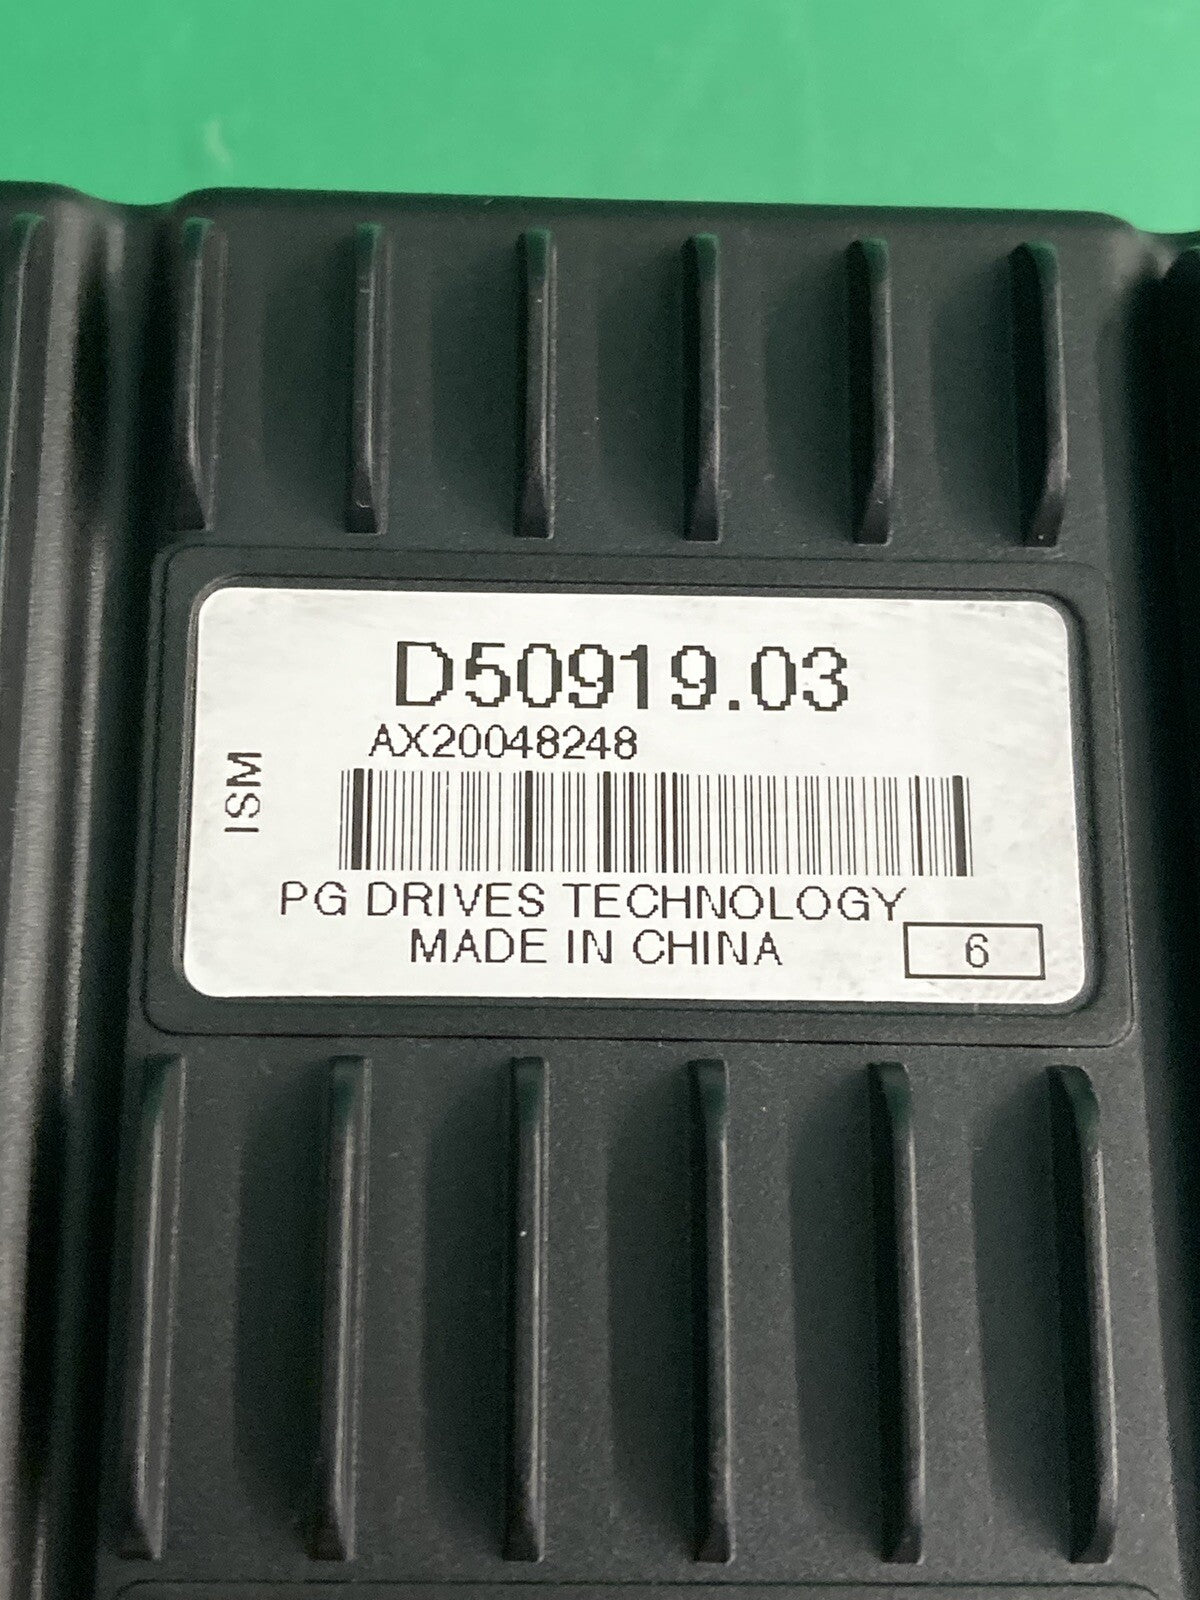 D50919.03
AX20048248
ISM
PG DRIVES TECHNOLOGY
MADE IN CHINA
6